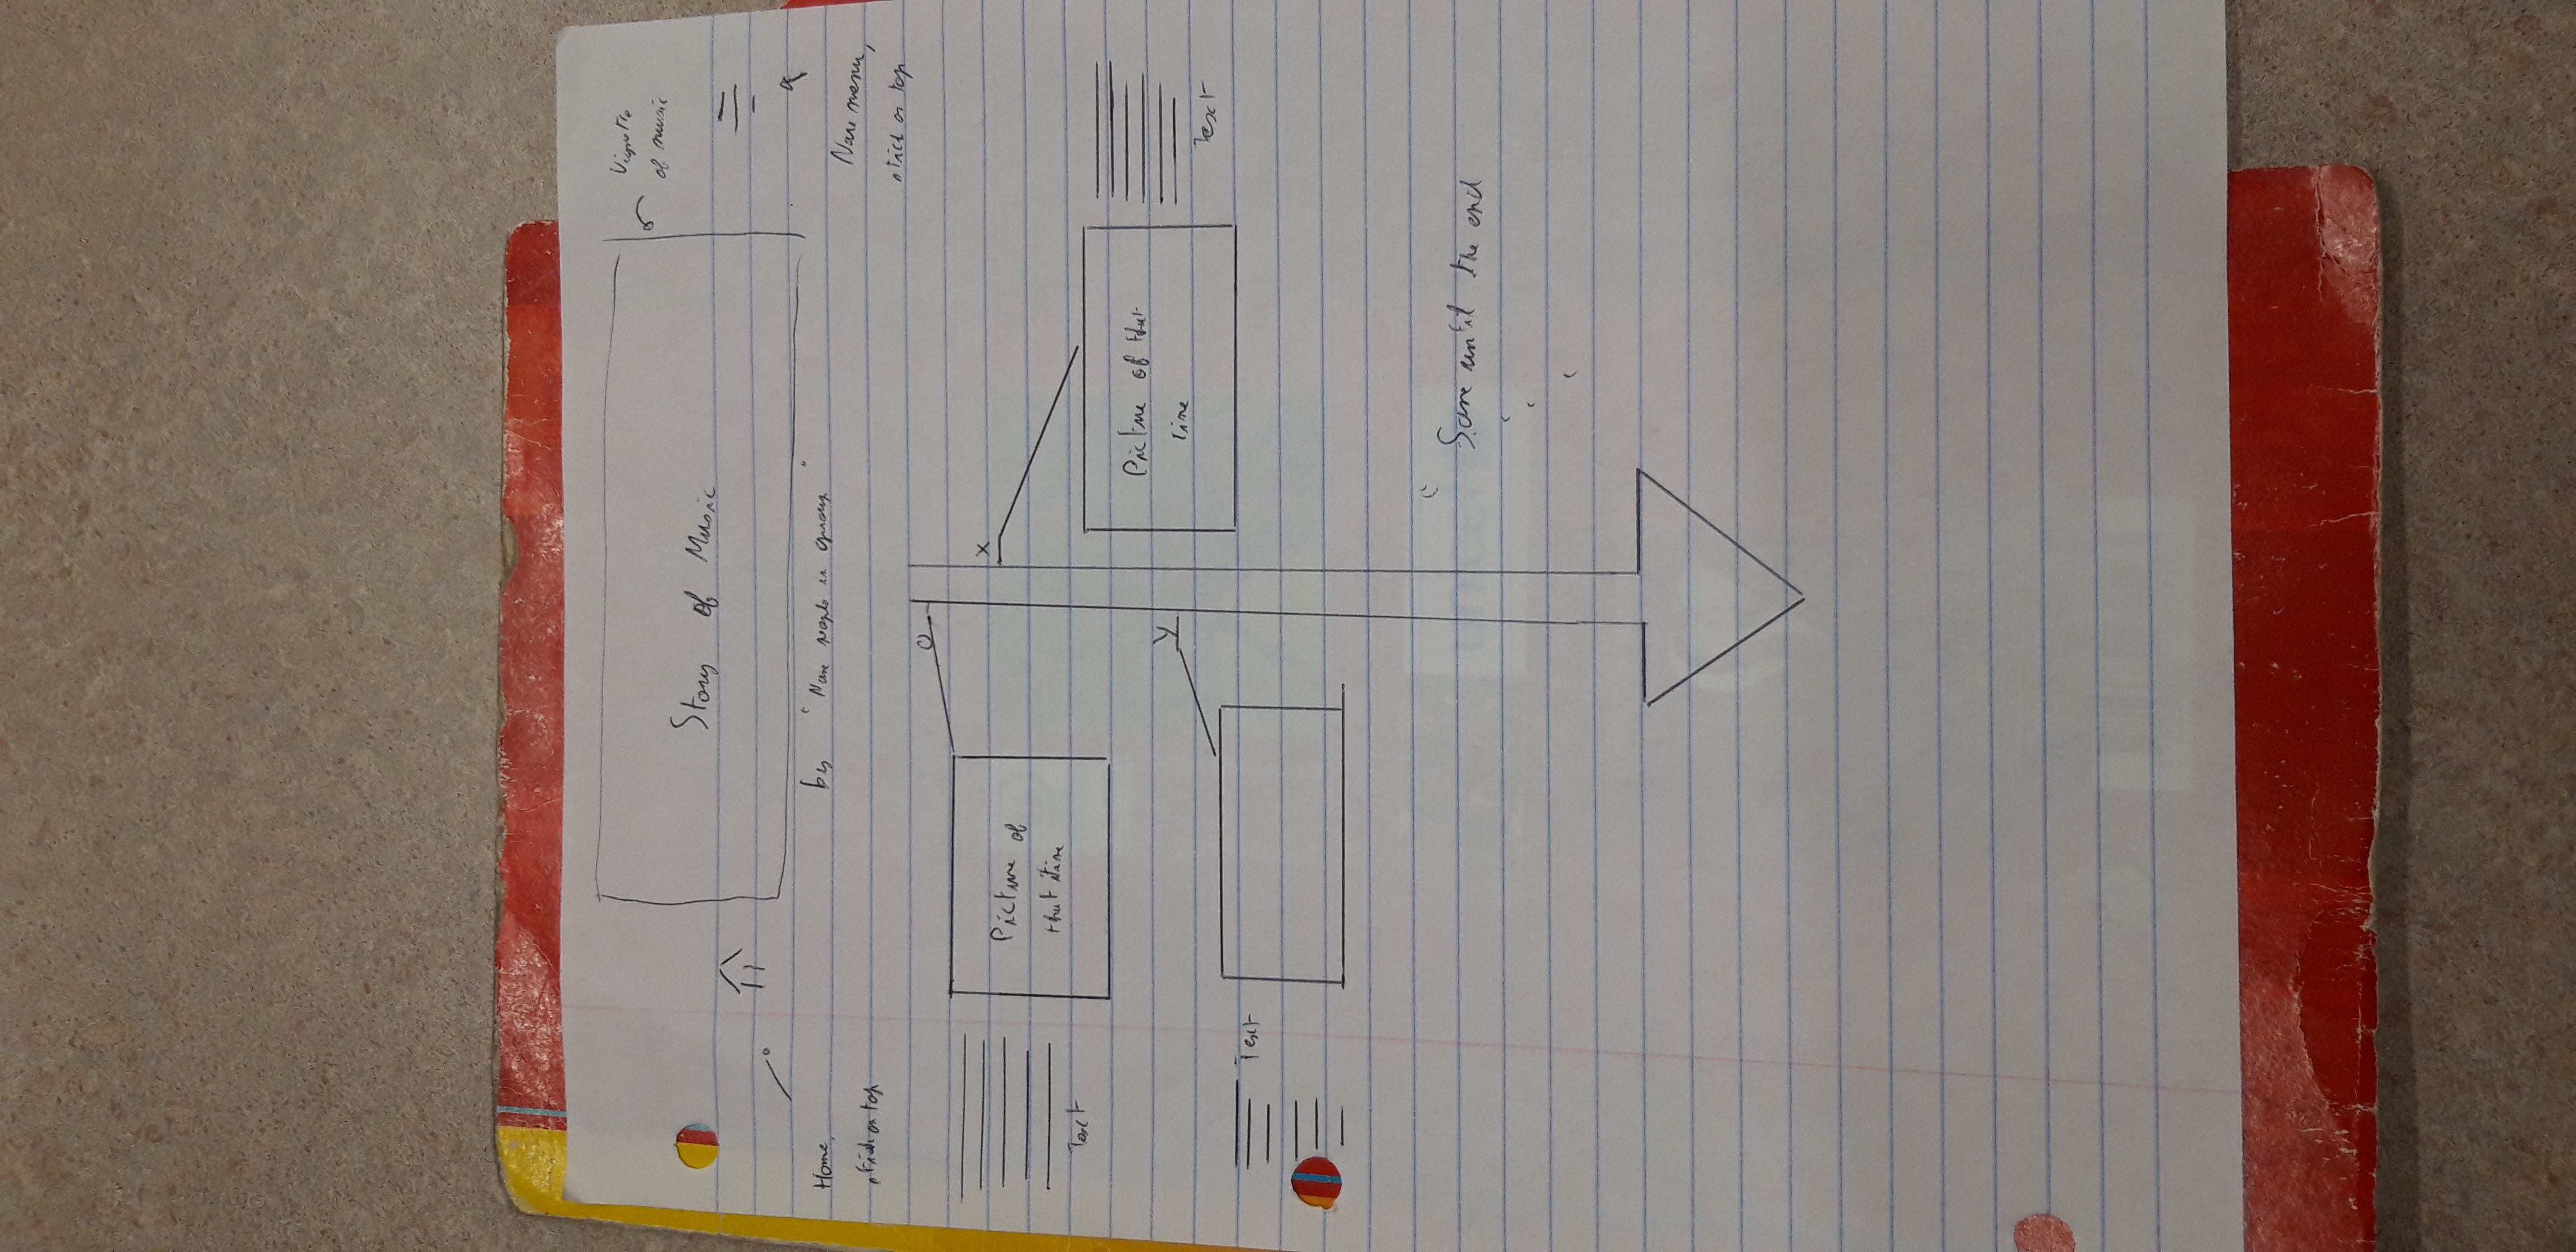 Vignette
of music
Story of Music
by "Name people in group"
Home,
stick on top
Nav menu,
stick on top
O
X
Picture of
that time
Text
Picture of that
time
Text
Y
Text
Same until the end